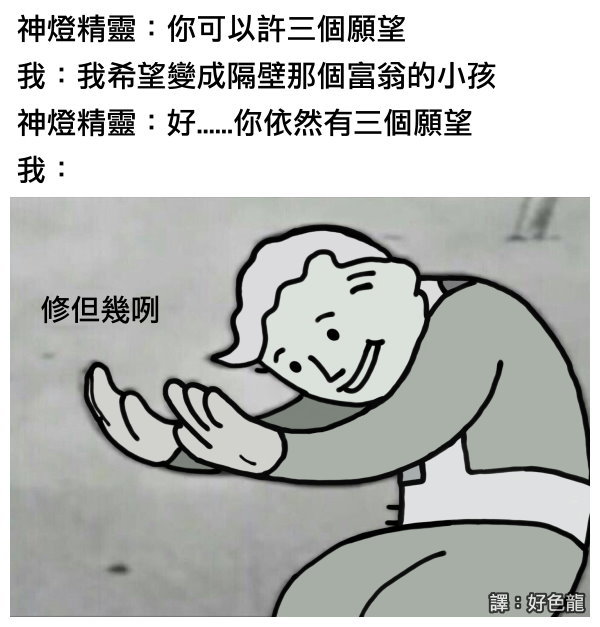 神燈精靈：你可以許三個願望
我：我希望變成隔壁那個富翁的小孩
神燈精靈：好......你依然有三個願望
我：
修但幾咧
譯：好色龍